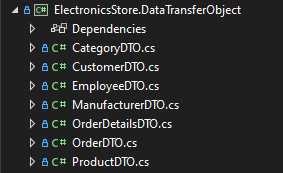 C# ElectronicsStore.DataTransferObject
Dependencies
C# CategoryDTO.cs
C# CustomerDTO.cs
C# EmployeeDTO.cs
C# ManufacturerDTO.cs
C# OrderDetailsDTO.cs
C# OrderDTO.cs
C# ProductDTO.cs